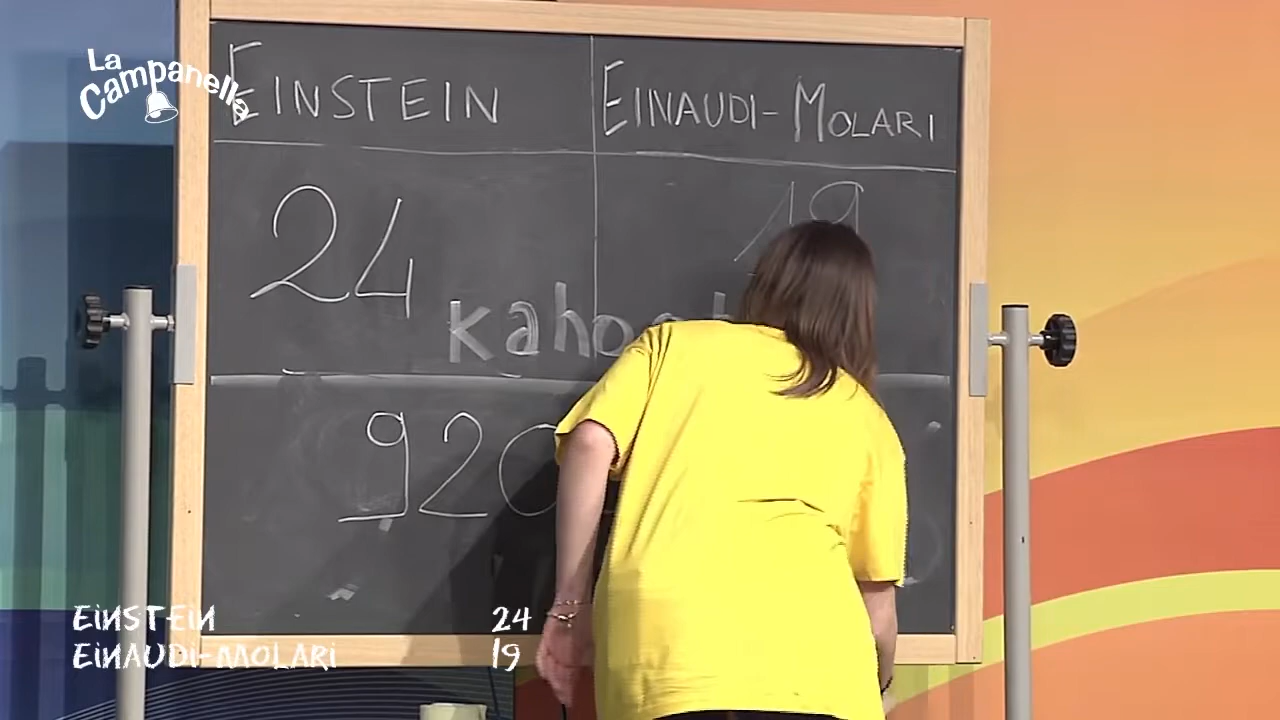 La
Campanella
EINSTEIN
EINAUDI-MOLARI
24
19
920
EINSTEIN 24
EINAUDI-MOLARI 19